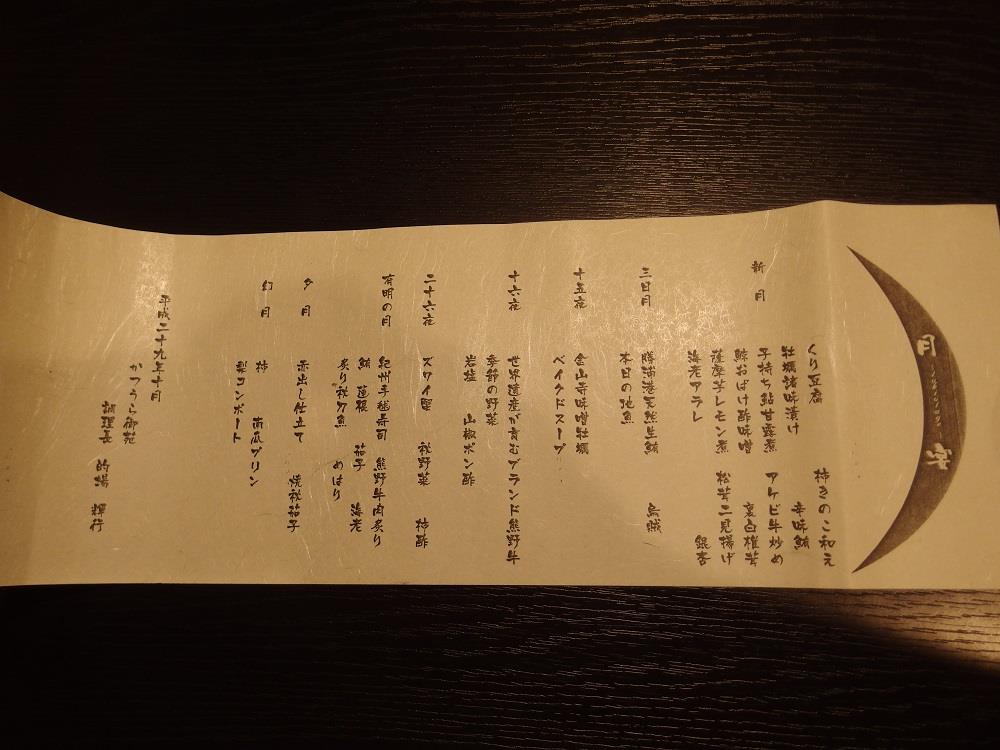 月
宴
新月
くり豆腐 柿きのこ和え
牡蠣諸味漬け 辛味鮪
子持ち鮎甘露煮 アケビ牛炒め
鯨おばけ酢味噌 裏白椎茸
薩摩芋レモン煮 松茸二見揚げ
海老アラレ 銀杏
三日月
勝浦港天然生鮪 烏賊
本日の地魚
十五夜
金山寺味噌牡蠣
ベイクドスープ
十六夜
世界遺産が育むブランド熊野牛
季節の野菜
岩塩 山椒ポン酢
二十六夜
ズワイ蟹 秋野菜 柿酢
有明の月
紀州手毬寿司 熊野牛肉炙り
鮪 蓮根 茄子 海老
炙り秋刀魚 めはり
夕月
赤出し仕立て 焼秋茄子
幻月
柿 南瓜プリン
梨コンポート
平成二十九年十月
かつうら御苑
調理長 的場 輝行